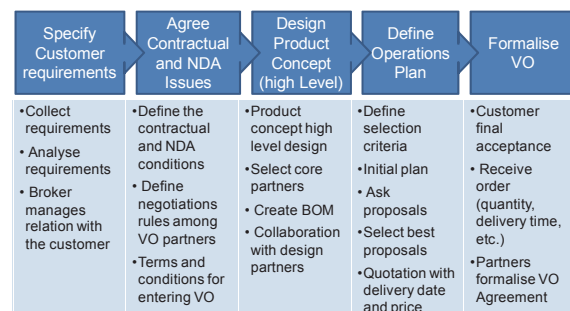 Specify
Customer
requirements
Agree
Contractual
and NDA
Issues
Design
Product
Concept
(high Level)
Define
Operations
Plan
Formalise
VO
•Collect
requirements
• Analyse
requirements
• Broker
manages
relation with
the customer
•Define the
contractual
and NDA
conditions
• Define
negotiations
rules among
VO partners
•Terms and
conditions for
entering VO
•Product
concept high
level design
•Select core
partners
• Create BOM
• Collaboration
with design
partners
•Define
selection
criteria
•Initial plan
• Ask
proposals
•Select best
proposals
•Quotation with
delivery date
and price
•Customer
final
acceptance
• Receive
order
(quantity,
delivery time,
etc.)
•Partners
formalise VO
Agreement